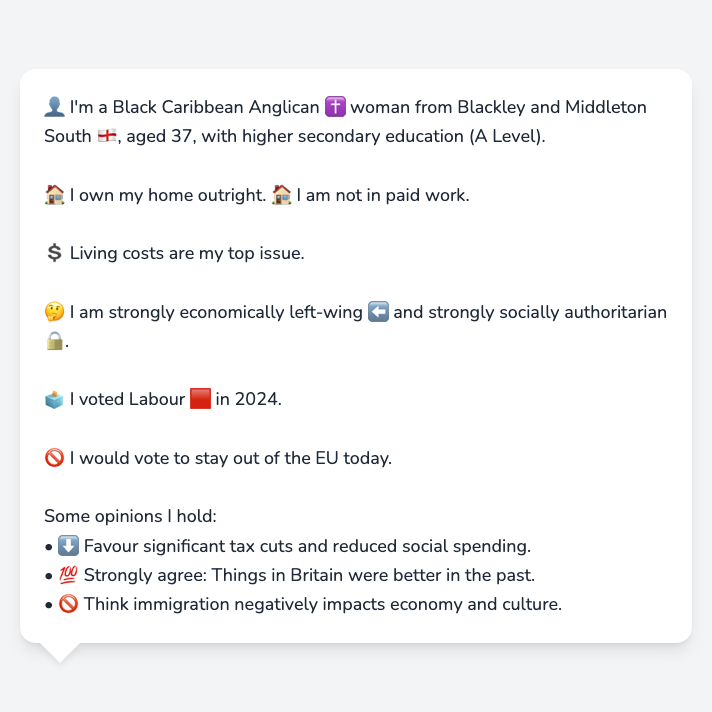 👤 I'm a Black Caribbean Anglican ✝️ woman from Blackley and Middleton
South 🏴󠁧󠁢󠁥󠁮󠁧󠁿, aged 37, with higher secondary education (A Level).
🏠 I own my home outright. 🏠 I am not in paid work.
💲 Living costs are my top issue.
🤔 I am strongly economically left-wing ⬅️ and strongly socially authoritarian
🔒.
🗳️ I voted Labour 🟥 in 2024.
🚫 I would vote to stay out of the EU today.
Some opinions I hold:
• ⬇️ Favour significant tax cuts and reduced social spending.
• 💯 Strongly agree: Things in Britain were better in the past.
• 🚫 Think immigration negatively impacts economy and culture.